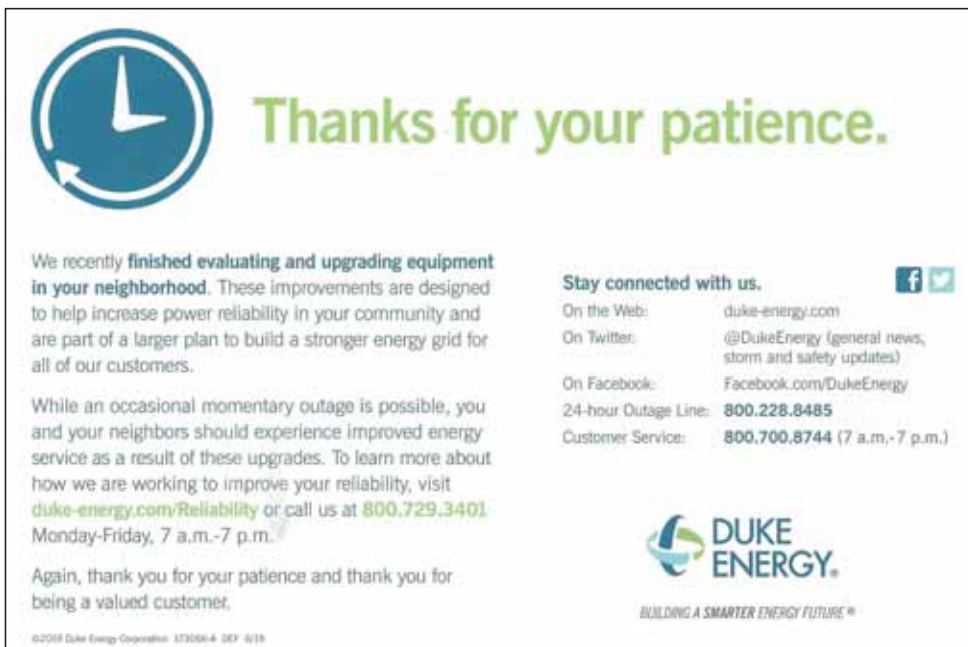 Thanks for your patience.
We recently finished evaluating and upgrading equipment
in your neighborhood. These improvements are designed
to help increase power reliability in your community and
are part of a larger plan to build a stronger energy grid for
all of our customers.
While an occasional momentary outage is possible, you
and your neighbors should experience improved energy
service as a result of these upgrades. To learn more about
how we are working to improve your reliability, visit
duke-energy.com/Reliability or call us at 800.729.3401
Monday-Friday, 7 a.m.-7 p.m.
Again, thank you for your patience and thank you for
being a valued customer.
Stay connected with us.
On the Web: duke-energy.com
On Twitter: @DukeEnergy (general news,
storm and safety updates)
On Facebook: Facebook.com/DukeEnergy
24-hour Outage Line: 800.228.8485
Customer Service: 800.700.8744 (7 a.m.-7 p.m.)
DUKE
ENERGY®
BUILDING A SMARTER ENERGY FUTURE ®
Duke Energy Corporation